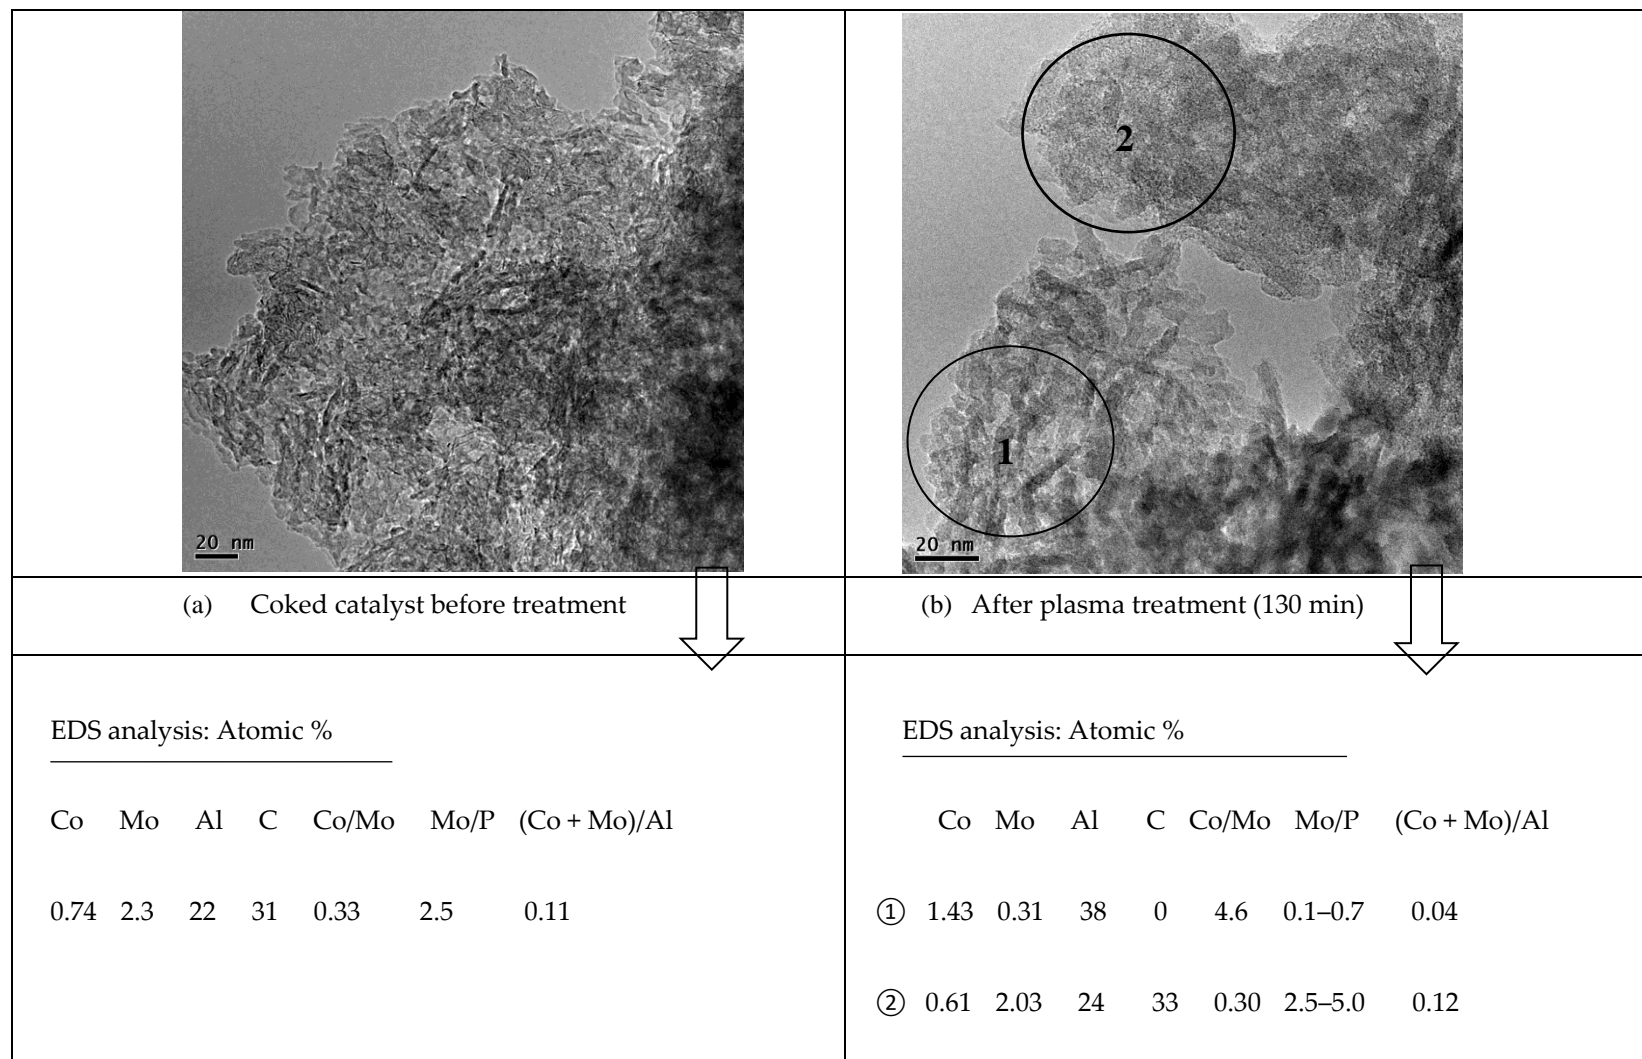 2
1
20 nm
20 nm
(a) Coked catalyst before treatment
(b) After plasma treatment (130 min)
EDS analysis: Atomic %
Co Mo Al C Co/Mo Mo/P (Co + Mo)/Al
0.74 2.3 22 31 0.33 2.5 0.11
EDS analysis: Atomic %
Co Mo Al C Co/Mo Mo/P (Co + Mo)/Al
① 1.43 0.31 38 0 4.6 0.1–0.7 0.04
② 0.61 2.03 24 33 0.30 2.5–5.0 0.12